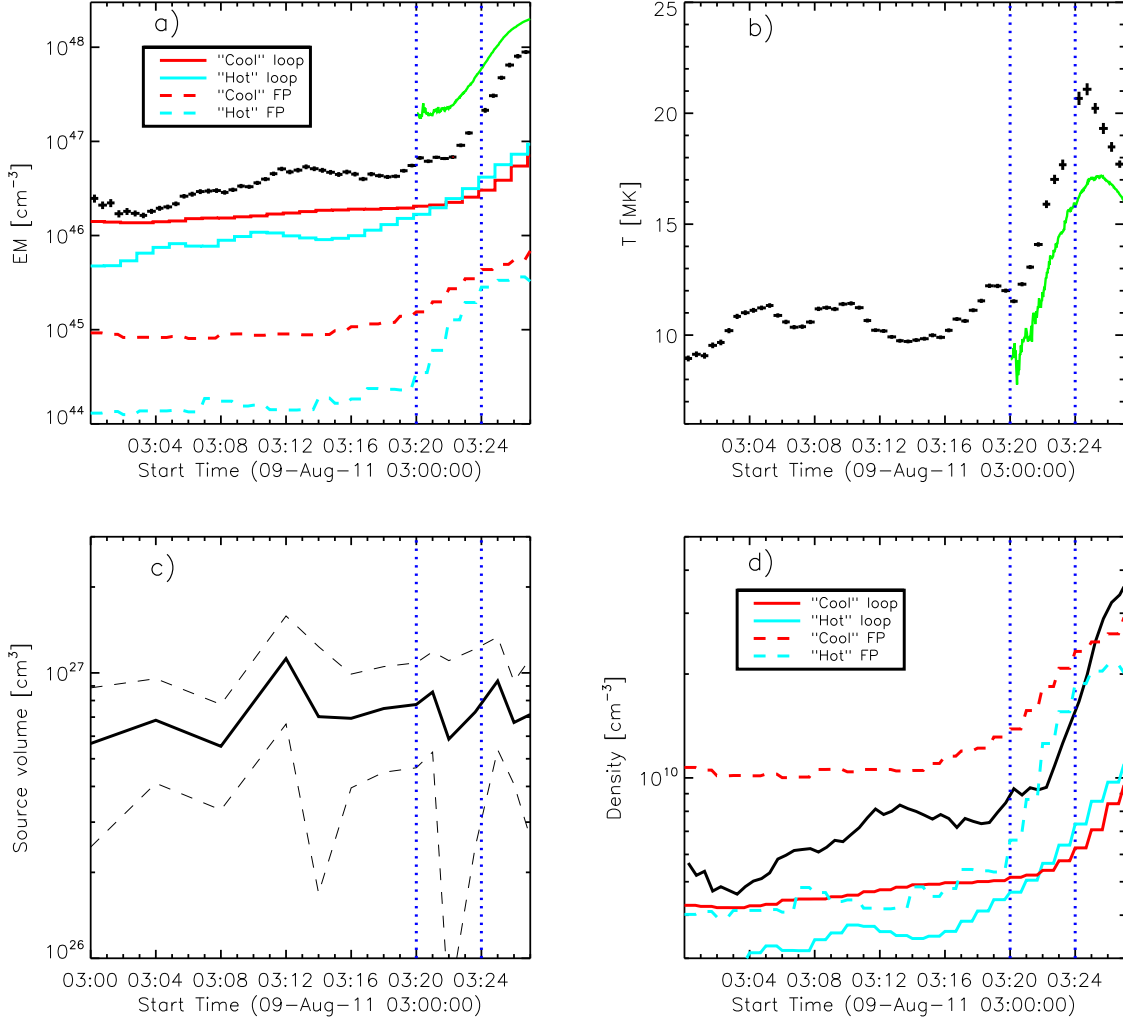 a)
"Cool" loop
"Hot" loop
"Cool" FP
"Hot" FP
10^48
10^47
10^46
10^45
10^44
EM [cm^-3]
03:04 03:08 03:12 03:16 03:20 03:24
Start Time (09-Aug-11 03:00:00)
b)
25
20
15
10
T [MK]
03:04 03:08 03:12 03:16 03:20 03:24
Start Time (09-Aug-11 03:00:00)
c)
10^27
10^26
Source volume [cm^3]
03:00 03:04 03:08 03:12 03:16 03:20 03:24
Start Time (09-Aug-11 03:00:00)
d)
"Cool" loop
"Hot" loop
"Cool" FP
"Hot" FP
10^10
Density [cm^-3]
03:04 03:08 03:12 03:16 03:20 03:24
Start Time (09-Aug-11 03:00:00)